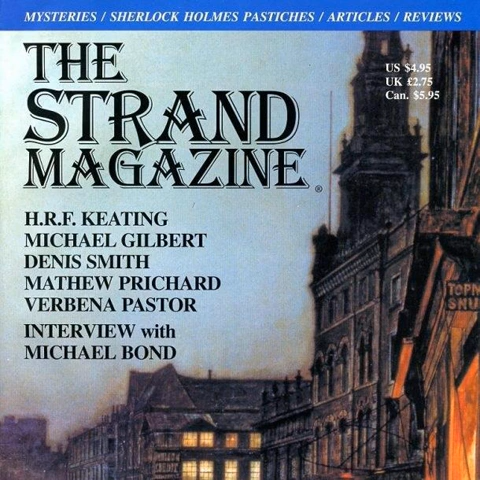 MYSTERIES / SHERLOCK HOLMES PASTICHES / ARTICLES / REVIEWS
THE
STRAND
MAGAZINE®
US $4.95
UK £2.75
Can. $5.95
H.R.F. KEATING
MICHAEL GILBERT
DENIS SMITH
MATHEW PRICHARD
VERBENA PASTOR
INTERVIEW with
MICHAEL BOND